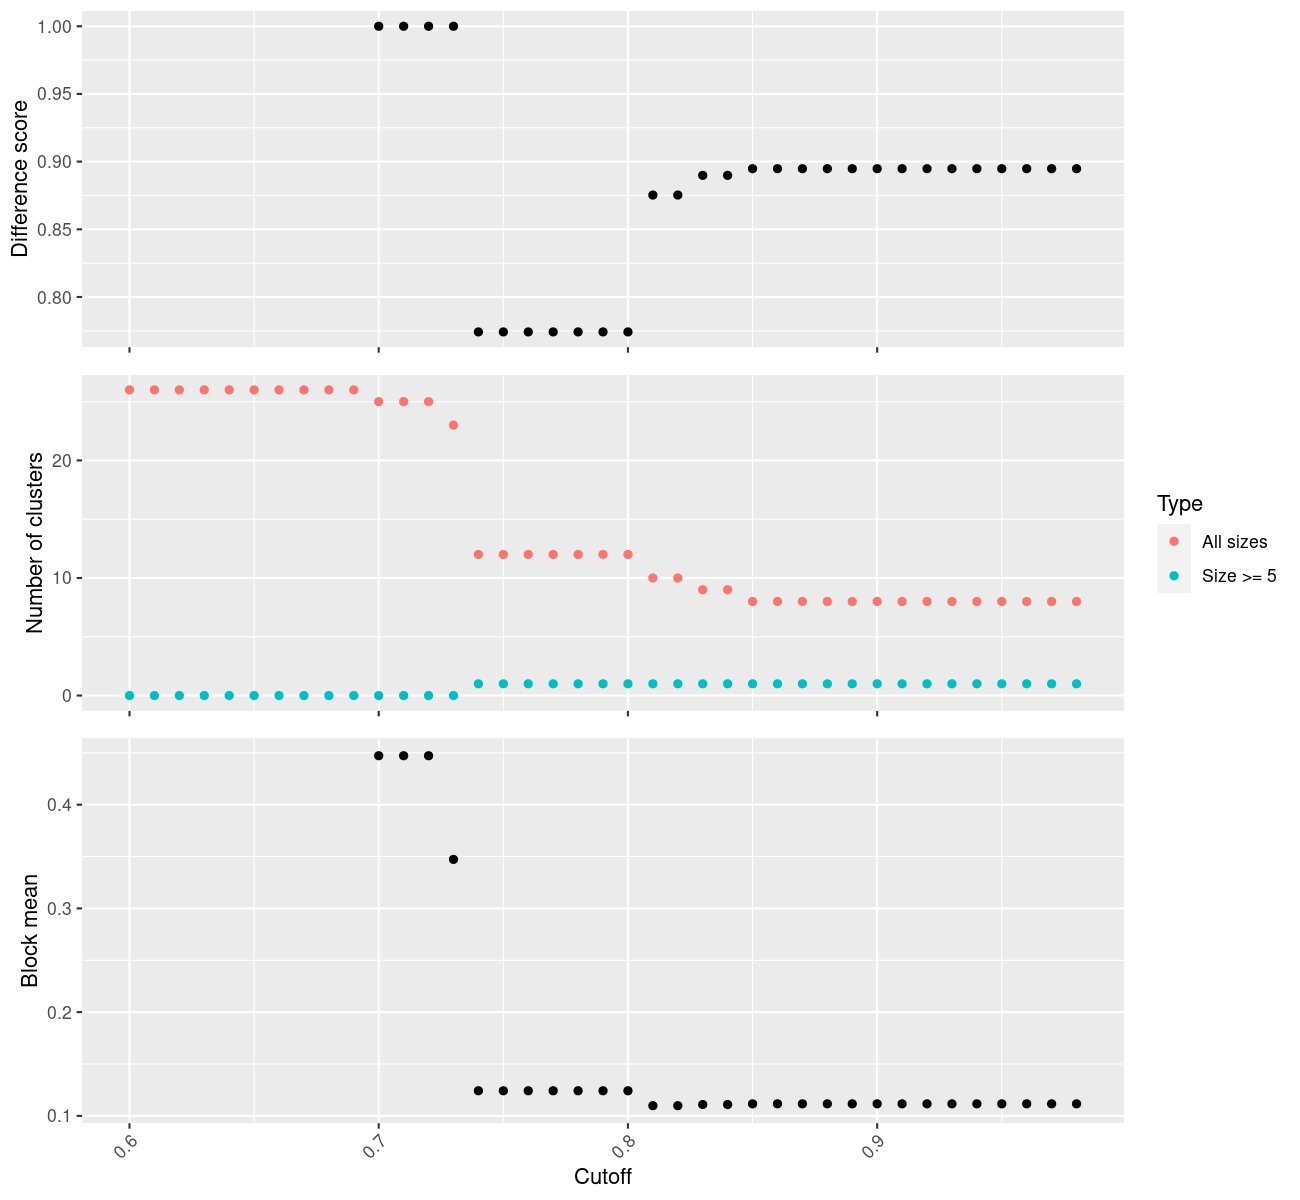 Difference score
1.00
0.95
0.90
0.85
0.80
Number of clusters
20
10
0
Type
All sizes
Size >= 5
Block mean
0.4
0.3
0.2
0.1
0.6
0.7
0.8
0.9
Cutoff